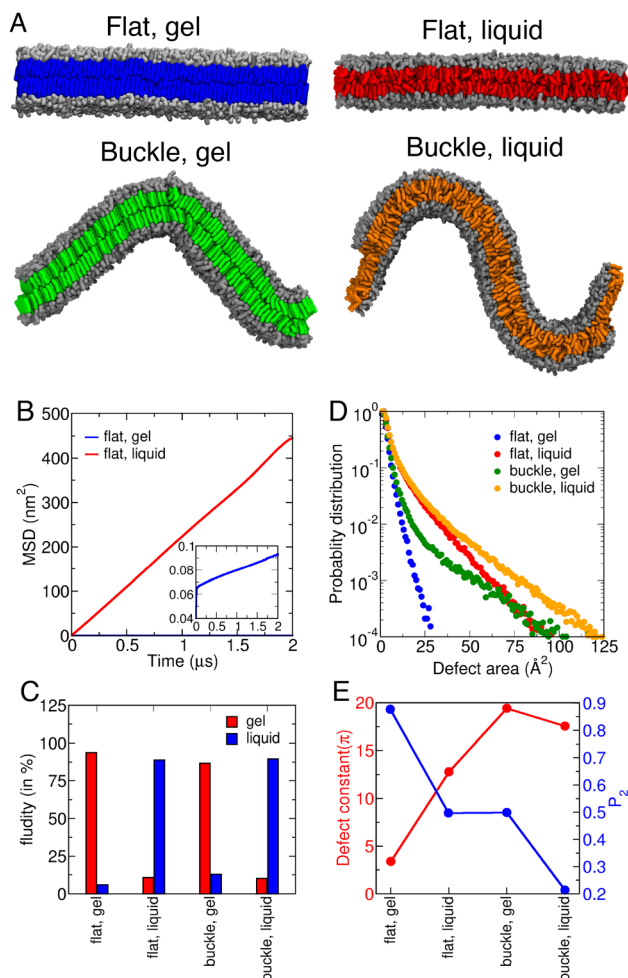 A
Flat, gel
Flat, liquid
Buckle, gel
Buckle, liquid
B
500
400
300
200
100
0
MSD (nm²)
flat, gel
flat, liquid
0.1
0.08
0.06
0.04
0 1 2
0 0.5 1 1.5 2
Time (μs)
D
10⁰
10⁻¹
10⁻²
10⁻³
10⁻⁴
Probablity distribution
flat, gel
flat, liquid
buckle, gel
buckle, liquid
0 25 50 75 100 125
Defect area (Å²)
C
125
100
75
50
25
0
fludity (in %)
gel
liquid
flat, gel
flat, liquid
buckle, gel
buckle, liquid
E
20
15
10
5
0
Defect constant(π)
0.9
0.8
0.7
0.6
0.5
0.4
0.3
0.2
P₂
flat, gel
flat, liquid
buckle, gel
buckle, liquid